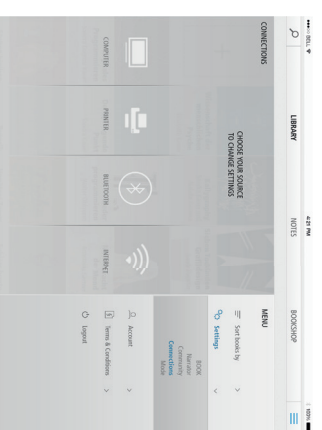 BELL
4:21 PM
100%
LIBRARY
NOTES
BOOKSHOP
CONNECTIONS
CHOOSE YOUR SOURCE
TO CHANGE SETTINGS
COMPUTER
PRINTER
BLUETOOTH
INTERPEE
MENU
Sort books by
Settings
BOOK
Narrator
Community
Connections
Mode
Account
Terms & Conditions
Logout